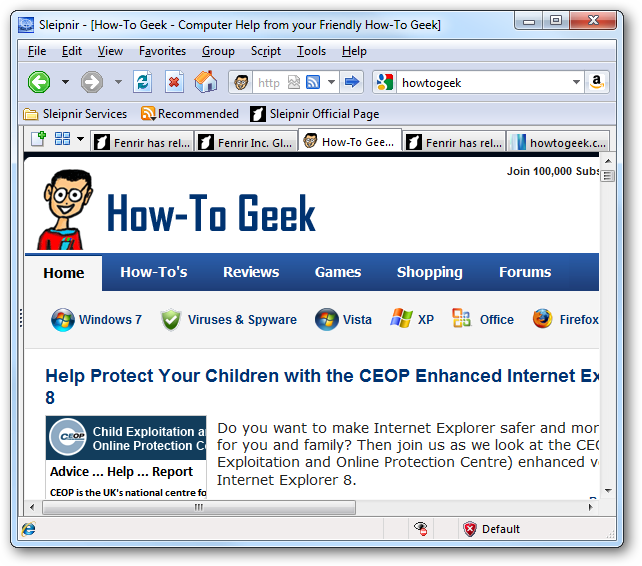 Sleipnir - [How-To Geek - Computer Help from your Friendly How-To Geek]
File Edit View Favorites Group Script Tools Help
http howtogeek
Sleipnir Services Recommended Sleipnir Official Page
Fenrir has rel... Fenrir Inc. Gl... How-To Gee... Fenrir has rel... howtogeek.c...
Join 100,000 Subs
How-To Geek
Home How-To's Reviews Games Shopping Forums
Windows 7 Viruses & Spyware Vista XP Office Firefox
Help Protect Your Children with the CEOP Enhanced Internet Ex
8
CEOP
Child Exploitation a
Online Protection Ce
Advice ... Help ... Report
CEOP is the UK's national centre fo
Do you want to make Internet Explorer safer and mor
for you and family? Then join us as we look at the CEO
Exploitation and Online Protection Centre) enhanced v
Internet Explorer 8.
Default